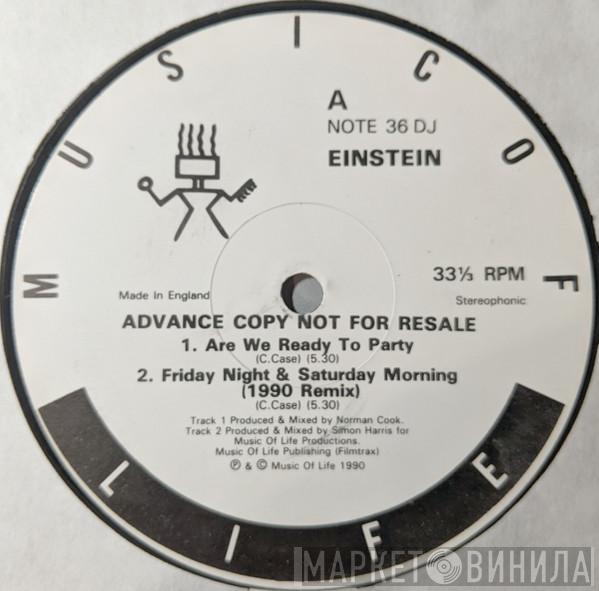 MUSIC OF LIFE
A
NOTE 36 DJ
EINSTEIN
33⅓ RPM
Made In England
Stereophonic
ADVANCE COPY NOT FOR RESALE
1. Are We Ready To Party
(C.Case) (5.30)
2. Friday Night & Saturday Morning
(1990 Remix)
(C.Case) (5.30)
Track 1 Produced & Mixed by Norman Cook.
Track 2 Produced & Mixed by Simon Harris for
Music Of Life Productions.
Music Of Life Publishing (Filmtrax)
℗ & © Music Of Life 1990
МАРКЕТ ВИНИЛА